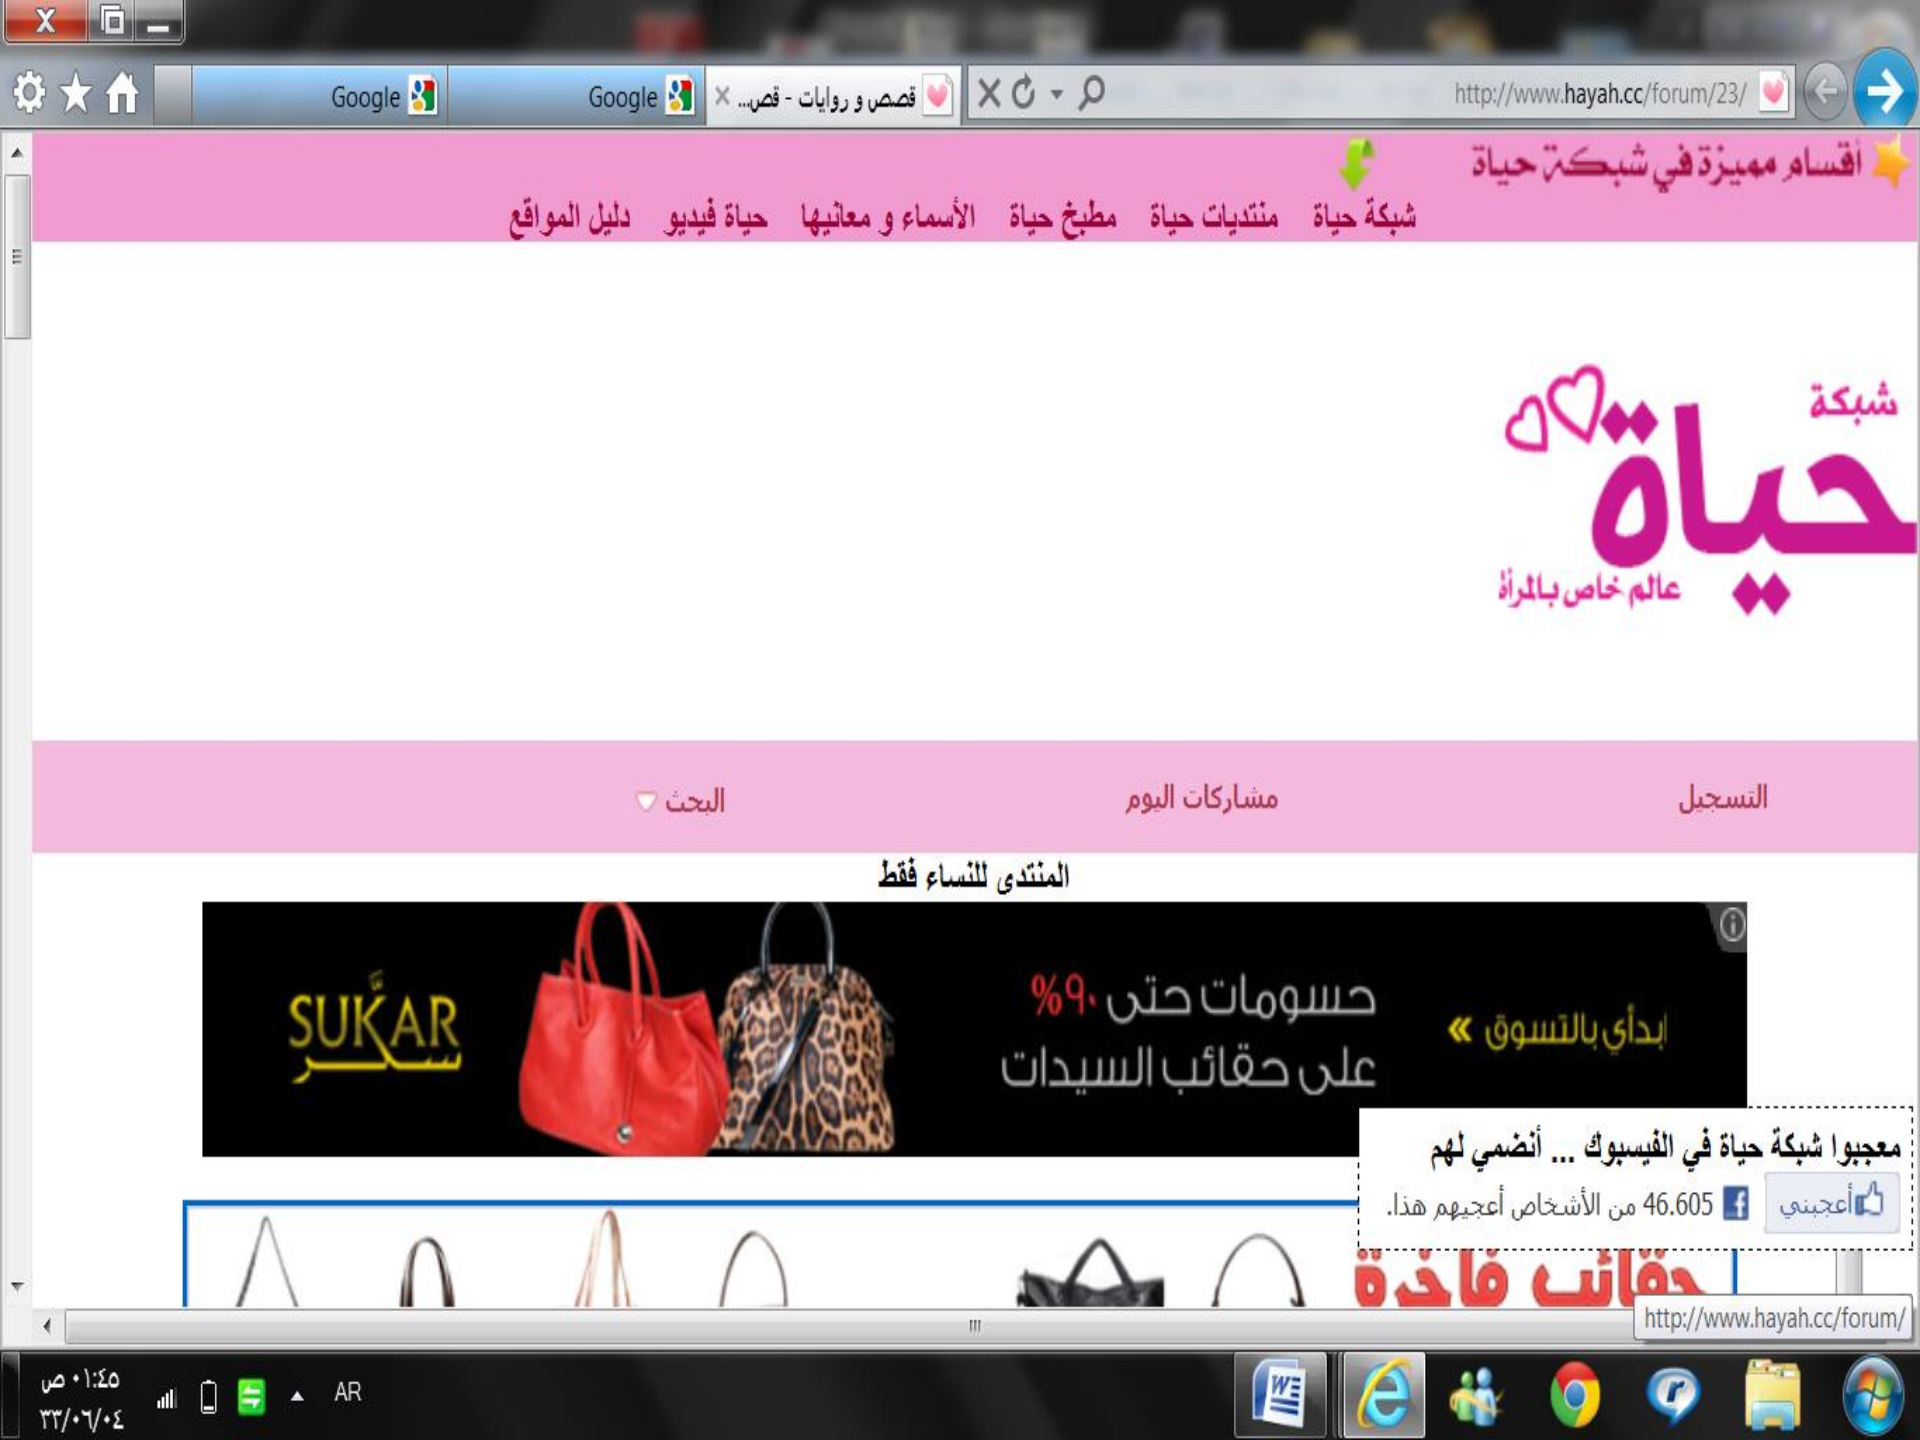 http://www.hayah.cc/forum/23/
قصص و روايات - قصـ...
Google
Google
أقسام مميزة في شبكة حياة
شبكة حياة منتديات حياة مطبخ حياة الأسماء و معانيها حياة فيديو دليل المواقع
شبكة
حياة
عالم خاص بالمرأة
التسجيل مشاركات اليوم البحث
المنتدى للنساء فقط
ابدأي بالتسوق »
حسومات حتى ٩٠%
على حقائب السيدات
SUKAR
سكر
معجبوا شبكة حياة في الفيسبوك ... أنضمي لهم
أعجبني 46.605 من الأشخاص أعجبهم هذا.
حقائب فاخرة
http://www.hayah.cc/forum/
AR
٠١:٤٥ ص
٣٣/٠٦/٠٤